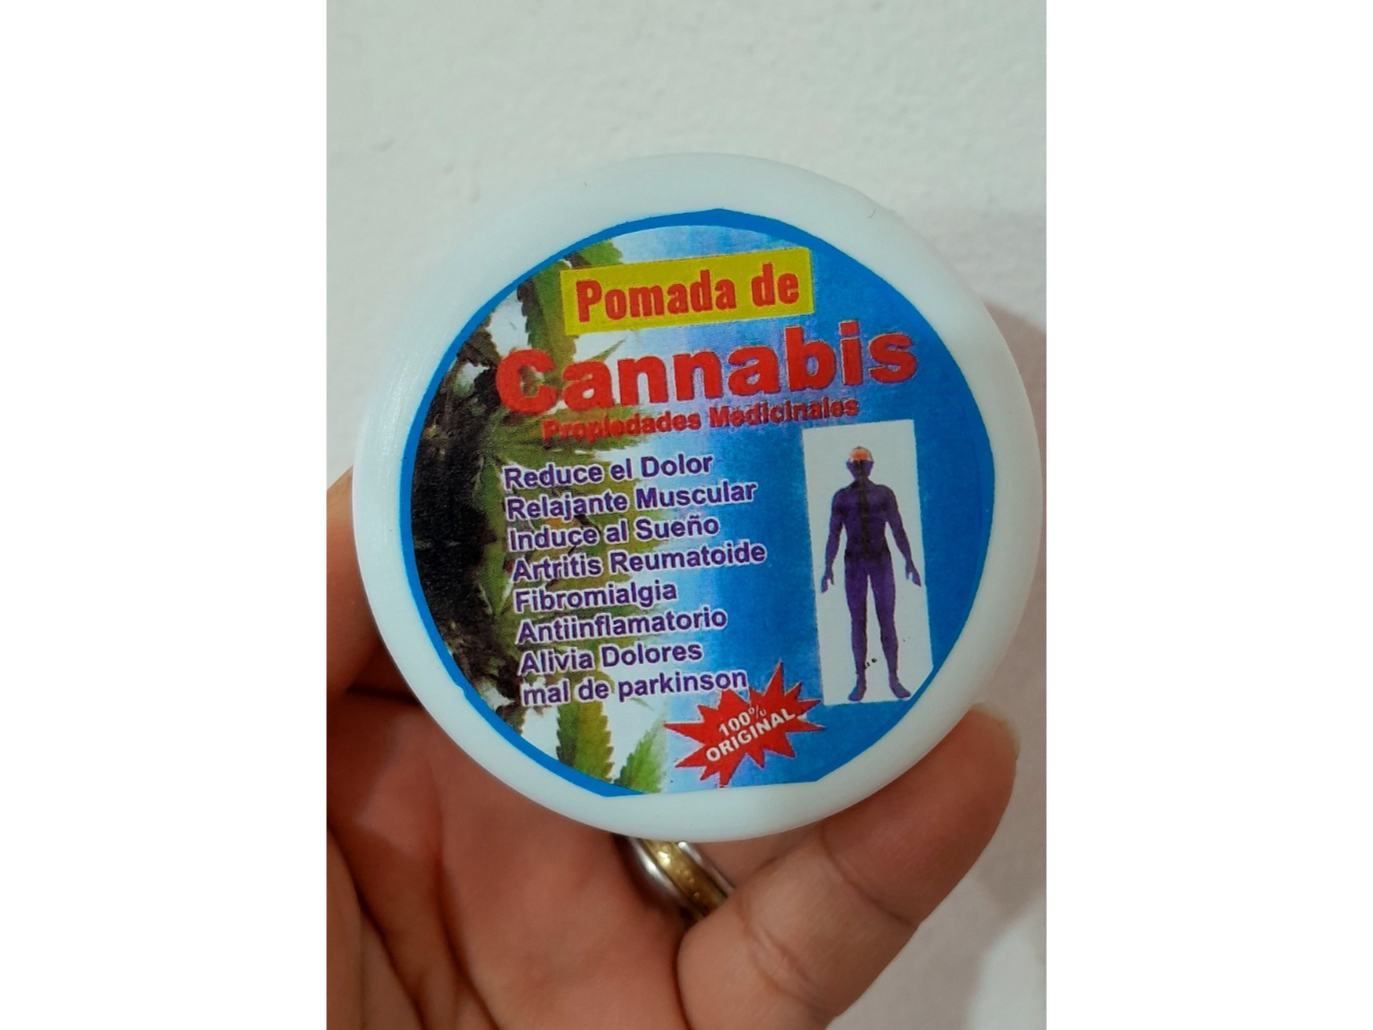 Pomada de
Cannabis
Propiedades Medicinales
Reduce el Dolor
Relajante Muscular
Induce al Sueño
Artritis Reumatoide
Fibromialgia
Antiinflamatorio
Alivia Dolores
mal de parkinson
100%
ORIGINAL